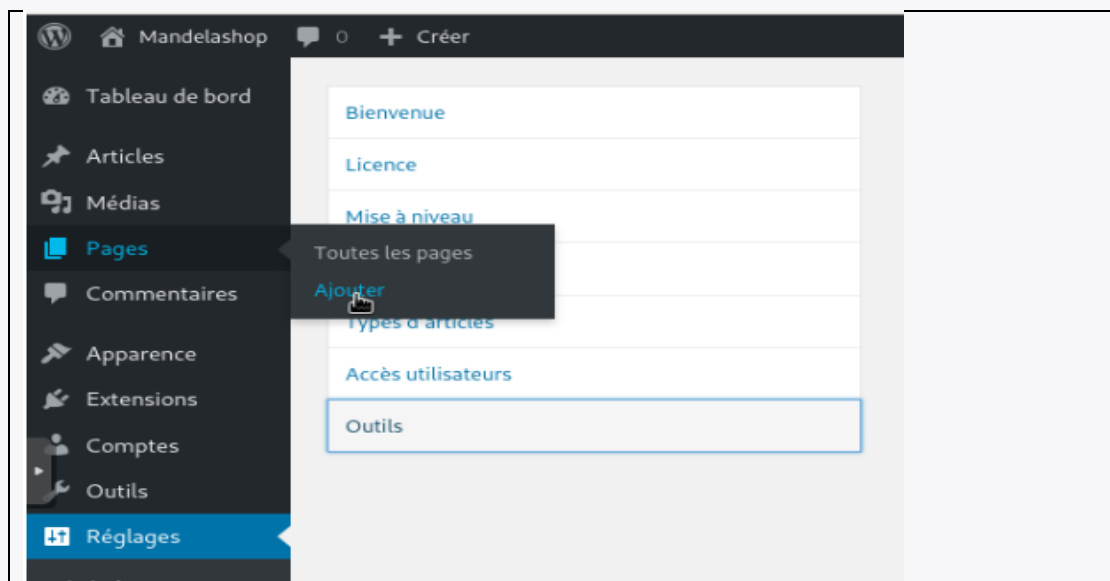 Mandelashop 0 + Créer
Tableau de bord
Articles
Médias
Pages
Commentaires
Apparence
Extensions
Comptes
Outils
Réglages
Toutes les pages
Ajouter
Bienvenue
Licence
Mise à niveau
Types d'articles
Accès utilisateurs
Outils